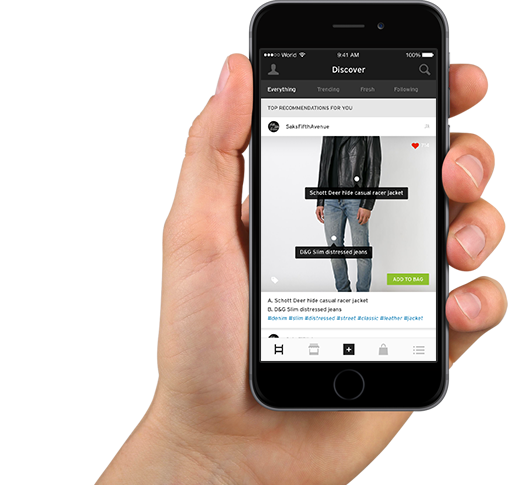 World 9:41 AM 100%
Discover
Everything Trending Fresh Following
TOP RECOMMENDATIONS FOR YOU
SaksFifthAvenue
Schott Deer hide casual racer jacket
D&G Slim distressed jeans
ADD TO BAG
A. Schott Deer hide casual racer jacket
B. D&G Slim distressed jeans
#denim #slim #distressed #street #classic #leather #jacket